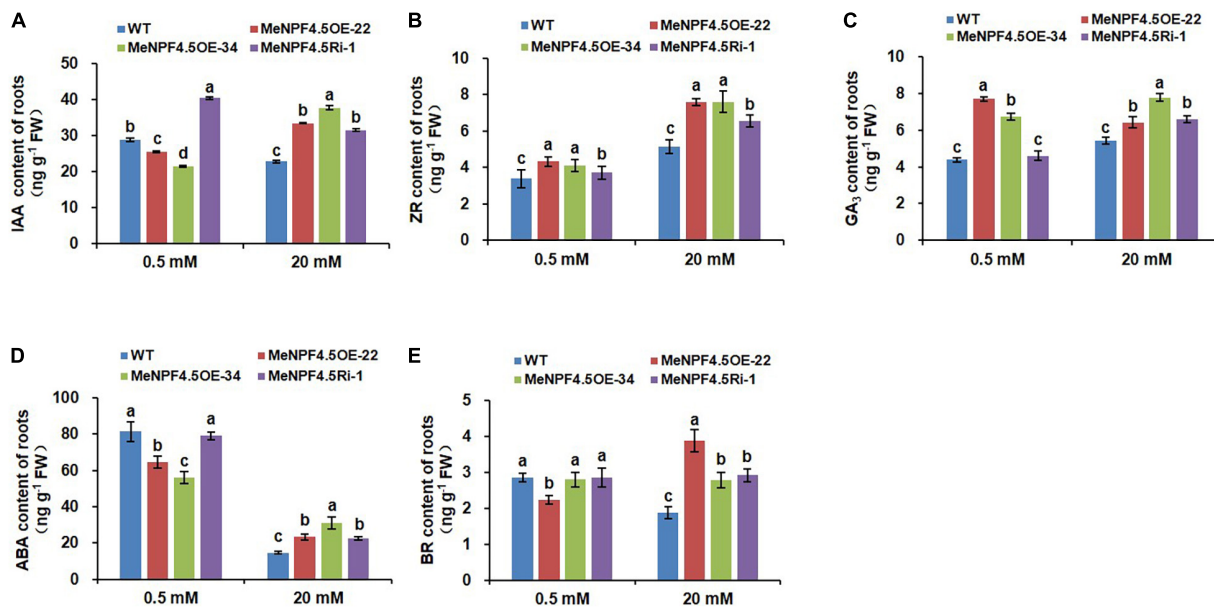 A
WT
MeNPF4.5OE-22
MeNPF4.5OE-34
MeNPF4.5Ri-1
IAA content of roots
(ng g⁻¹ FW)
50
40
30
20
10
0
b
c
d
a
c
b
a
b
0.5 mM
20 mM
B
WT
MeNPF4.5OE-22
MeNPF4.5OE-34
MeNPF4.5Ri-1
ZR content of roots
(ng g⁻¹ FW)
8
6
4
2
0
c
a
a
b
c
a
a
b
0.5 mM
20 mM
C
WT
MeNPF4.5OE-22
MeNPF4.5OE-34
MeNPF4.5Ri-1
GA₃ content of roots
(ng g⁻¹ FW)
10
8
6
4
2
0
c
a
b
c
c
b
a
b
0.5 mM
20 mM
D
WT
MeNPF4.5OE-22
MeNPF4.5OE-34
MeNPF4.5Ri-1
ABA content of roots
(ng g⁻¹ FW)
100
80
60
40
20
0
a
b
c
a
c
b
a
b
0.5 mM
20 mM
E
WT
MeNPF4.5OE-22
MeNPF4.5OE-34
MeNPF4.5Ri-1
BR content of roots
(ng g⁻¹ FW)
5
4
3
2
1
0
a
b
a
a
c
a
b
b
0.5 mM
20 mM